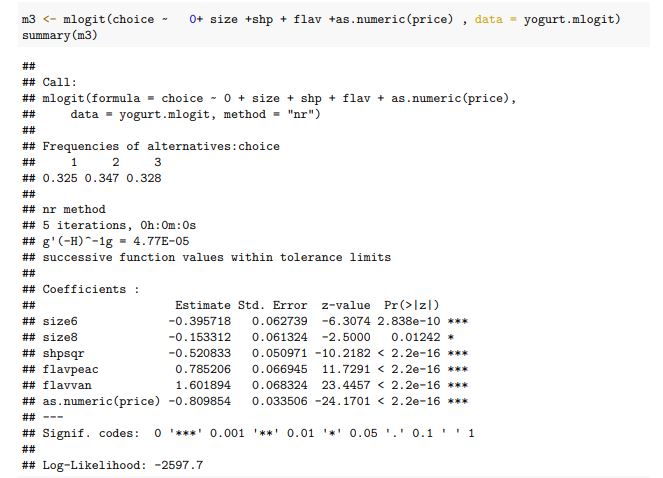 m3 <- mlogit(choice ~   0+ size +shp + flav +as.numeric(price) , data = yogurt.mlogit)
summary(m3)
##
## Call:
## mlogit(formula = choice ~ 0 + size + shp + flav + as.numeric(price),
##     data = yogurt.mlogit, method = "nr")
##
## Frequencies of alternatives:choice
##     1     2     3
## 0.325 0.347 0.328
##
## nr method
## 5 iterations, 0h:0m:0s
## g'(-H)^-1g = 4.77E-05
## successive function values within tolerance limits
##
## Coefficients :
##                    Estimate Std. Error  z-value  Pr(>|z|)
## size6             -0.395718   0.062739  -6.3074 2.838e-10 ***
## size8             -0.153312   0.061324  -2.5000   0.01242 *
## shpsqr            -0.520833   0.050971 -10.2182 < 2.2e-16 ***
## flavpeac           0.785206   0.066945  11.7291 < 2.2e-16 ***
## flavvan            1.601894   0.068324  23.4457 < 2.2e-16 ***
## as.numeric(price) -0.809854   0.033506 -24.1701 < 2.2e-16 ***
## ---
## Signif. codes:  0 '***' 0.001 '**' 0.01 '*' 0.05 '.' 0.1 ' ' 1
##
## Log-Likelihood: -2597.7